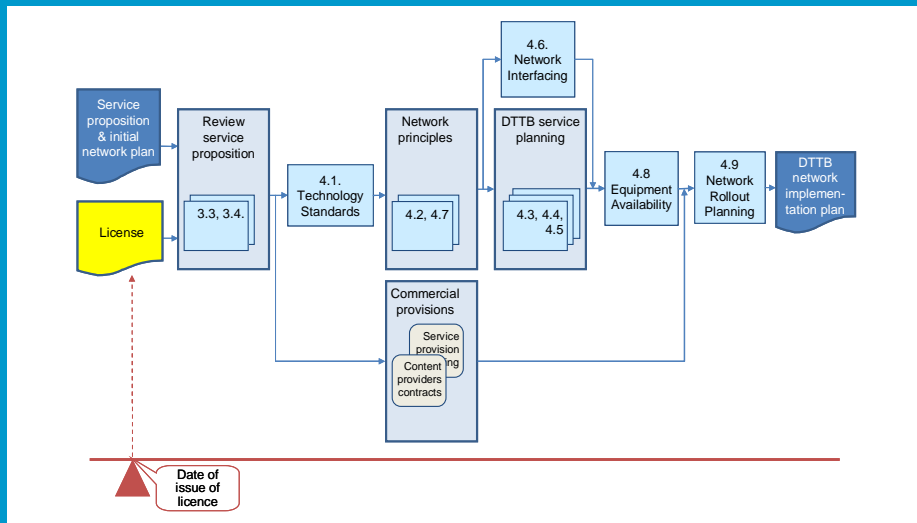 4.6.
Network
Interfacing
Service
proposition
& initial
network plan
Review
service
proposition
3.3, 3.4.
License
4.1.
Technology
Standards
Network
principles
4.2, 4.7
DTTB service
planning
4.3, 4.4,
4.5
4.8
Equipment
Availability
4.9
Network
Rollout
Planning
DTTB
network
implemen-
tation plan
Commercial
provisions
Service
provision
Content
providers
contracts
Date of
issue of
licence